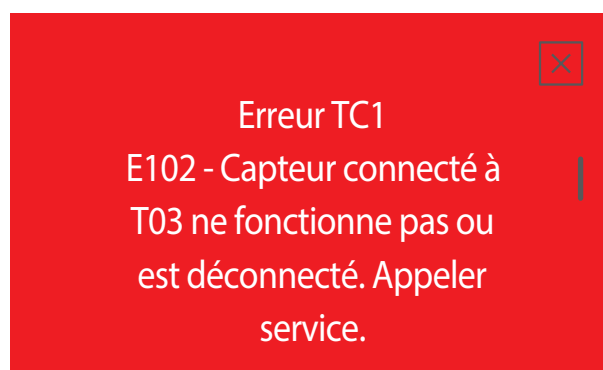 Erreur TC1
E102 - Capteur connecté à
T03 ne fonctionne pas ou
est déconnecté. Appeler
service.